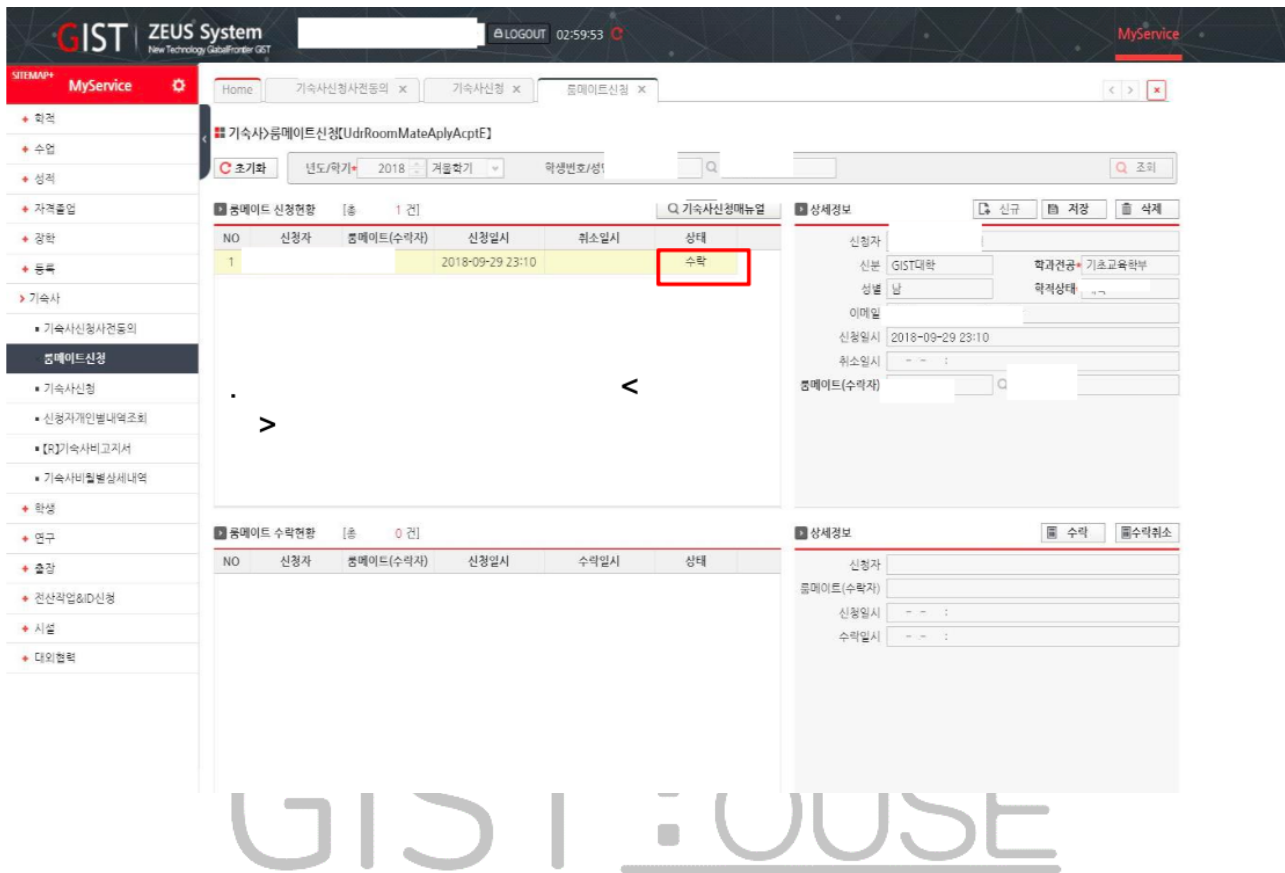 GIST ZEUS System
New Technology GlobalFrontier GIST
LOGOUT 02:59:53
MyService
SITEMAP+
MyService
Home 기숙사신청사전동의 × 기숙사신청 × 룸메이트신청 ×
< > ×
학적
수업
성적
자격졸업
장학
등록
기숙사
기숙사신청사전동의
룸메이트신청
기숙사신청
신청자개인별내역조회
【R】기숙사비고지서
기숙사비월별상세내역
학생
연구
출장
전산작업&ID신청
시설
대외협력
기숙사>룸메이트신청【UdrRoomMateAplyAcptE】
초기화 년도/학기* 2018 겨울학기 학생번호/성명 조회
룸메이트 신청현황 [총 1 건] 기숙사신청매뉴얼
NO 신청자 룸메이트(수락자) 신청일시 취소일시 상태
1 2018-09-29 23:10 수락
. <
>
상세정보 신규 저장 삭제
신청자
신분 GIST대학 학과전공* 기초교육학부
성별 남 학적상태
이메일
신청일시 2018-09-29 23:10
취소일시 - - :
룸메이트(수락자)
룸메이트 수락현황 [총 0 건]
NO 신청자 룸메이트(수락자) 신청일시 수락일시 상태
상세정보 수락 수락취소
신청자
룸메이트(수락자)
신청일시 - - :
수락일시 - - :